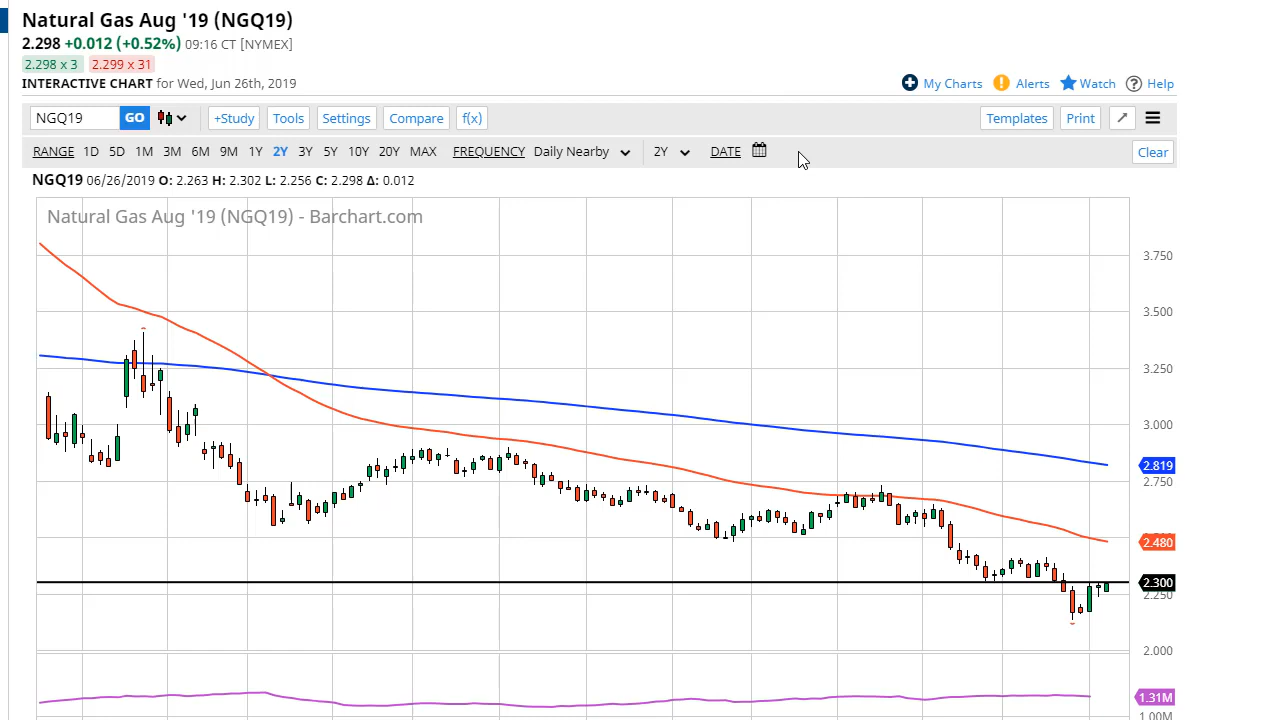 Natural Gas Aug '19 (NGQ19)
2.298 +0.012 (+0.52%) 09:16 CT [NYMEX]
2.298 x 3 2.299 x 31
INTERACTIVE CHART for Wed, Jun 26th, 2019
My Charts Alerts Watch Help
NGQ19 GO +Study Tools Settings Compare f(x) Templates Print
RANGE 1D 5D 1M 3M 6M 9M 1Y 2Y 3Y 5Y 10Y 20Y MAX FREQUENCY Daily Nearby 2Y DATE Clear
NGQ19 06/26/2019 O: 2.263 H: 2.302 L: 2.256 C: 2.298 Δ: 0.012
Natural Gas Aug '19 (NGQ19) - Barchart.com
3.750
3.500
3.250
3.000
2.819
2.750
2.480
2.300
2.250
2.000
1.31M
1.00M